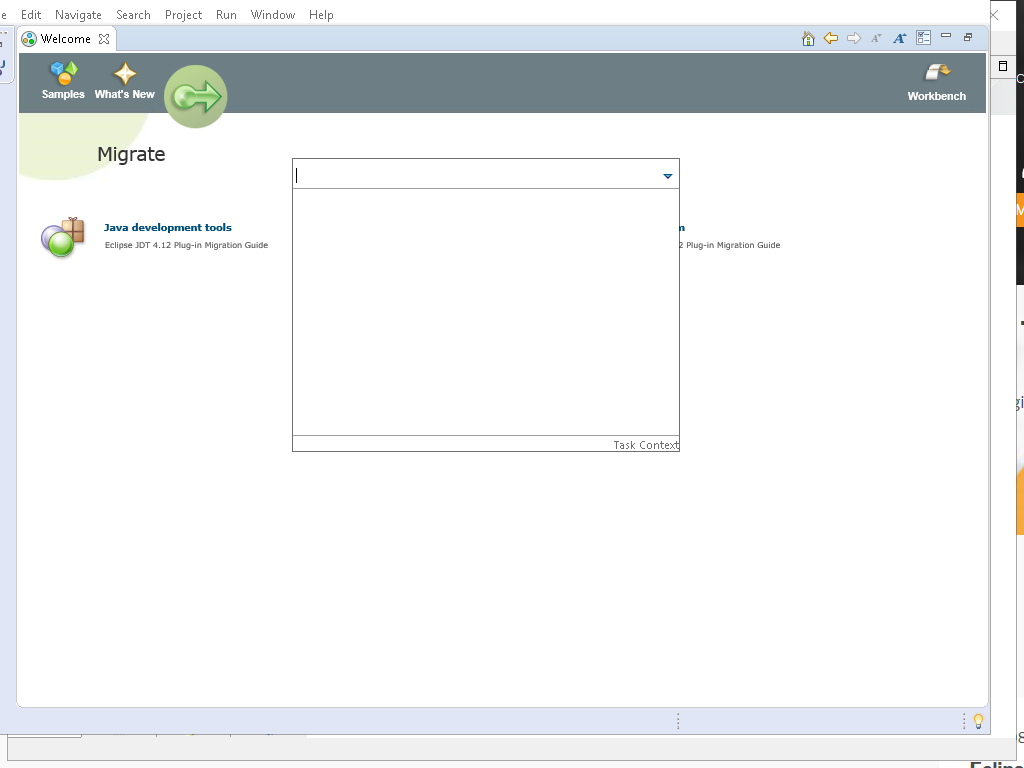 e Edit Navigate Search Project Run Window Help
Welcome
Samples What's New Workbench
Migrate
Java development tools
Eclipse JDT 4.12 Plug-in Migration Guide
m
2 Plug-in Migration Guide
Task Context